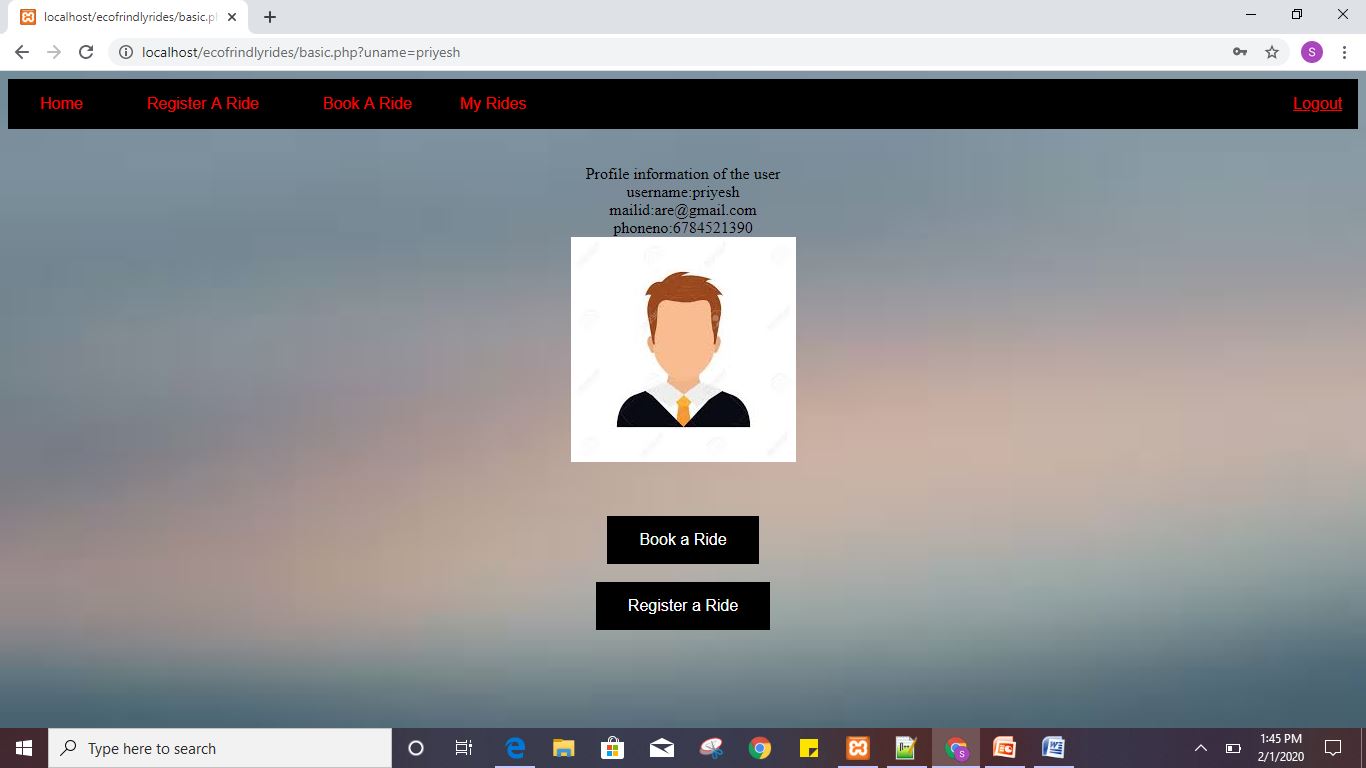 localhost/ecofrindlyrides/basic.p
localhost/ecofrindlyrides/basic.php?uname=priyesh
S
Home Register A Ride Book A Ride My Rides Logout
Profile information of the user
username:priyesh
mailid:are@gmail.com
phoneno:6784521390
Book a Ride
Register a Ride
Type here to search
1:45 PM
2/1/2020